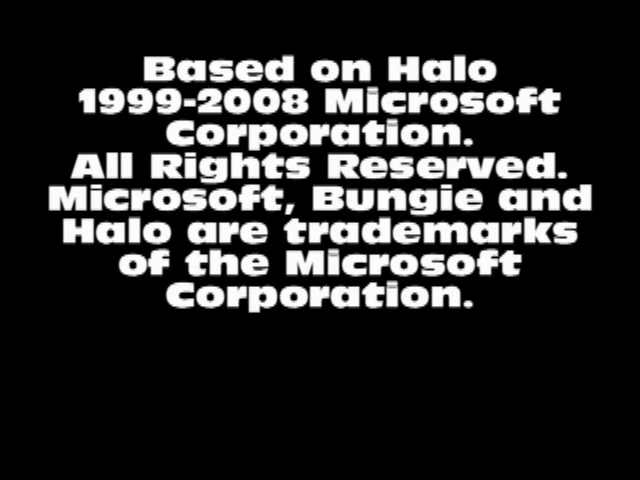 Based on Halo
1999-2008 Microsoft
Corporation.
All Rights Reserved.
Microsoft, Bungie and
Halo are trademarks
of the Microsoft
Corporation.